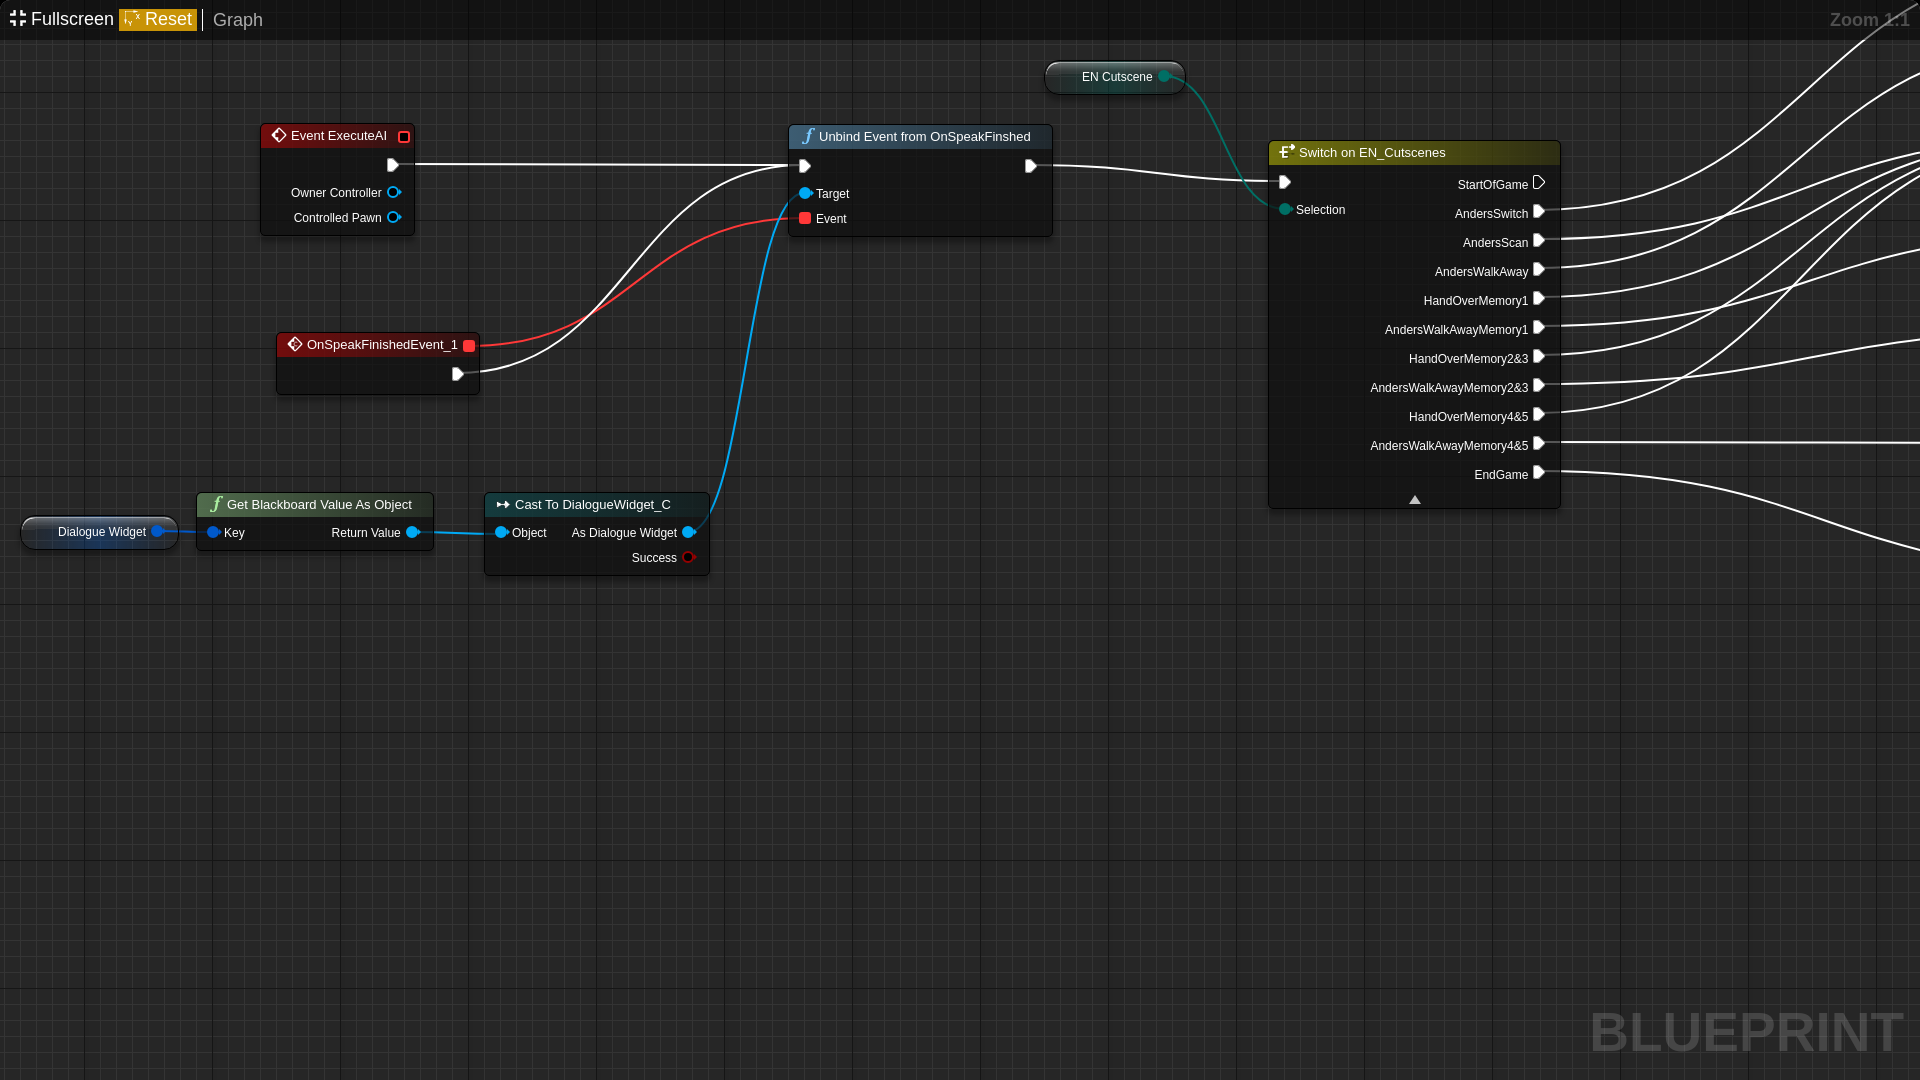 Fullscreen Reset Graph Zoom 1:1
EN Cutscene
Event ExecuteAI
Owner Controller
Controlled Pawn
Unbind Event from OnSpeakFinshed
Target
Event
Switch on EN_Cutscenes
Selection
StartOfGame
AndersSwitch
AndersScan
AndersWalkAway
HandOverMemory1
AndersWalkAwayMemory1
HandOverMemory2&3
AndersWalkAwayMemory2&3
HandOverMemory4&5
AndersWalkAwayMemory4&5
EndGame
OnSpeakFinishedEvent_1
Dialogue Widget
Get Blackboard Value As Object
Key Return Value
Cast To DialogueWidget_C
Object As Dialogue Widget
Success
BLUEPRINT